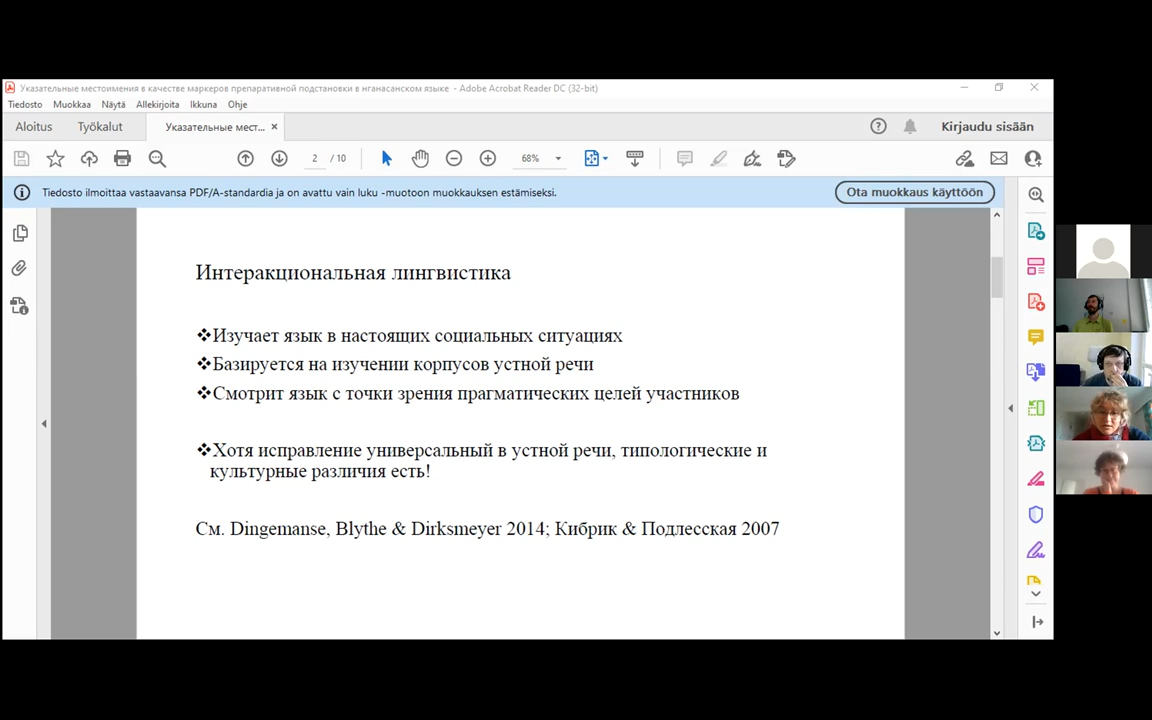 Указательные местоимения в качестве маркеров препаративной подстановки в нганасанском языке - Adobe Acrobat Reader DC (32-bit)
Tiedosto Muokkaa Näytä Allekirjoita Ikkuna Ohje
Aloitus Työkalut Указательные мест... Kirjaudu sisään
2 / 10 68%
Tiedosto ilmoittaa vastaavansa PDF/A-standardia ja on avattu vain luku -muotoon muokkauksen estämiseksi. Ota muokkaus käyttöön
Интеракциональная лингвистика
❖Изучает язык в настоящих социальных ситуациях
❖Базируется на изучении корпусов устной речи
❖Смотрит язык с точки зрения прагматических целей участников
❖Хотя исправление универсальный в устной речи, типологические и
культурные различия есть!
См. Dingemanse, Blythe & Dirksmeyer 2014; Кибрик & Подлесская 2007